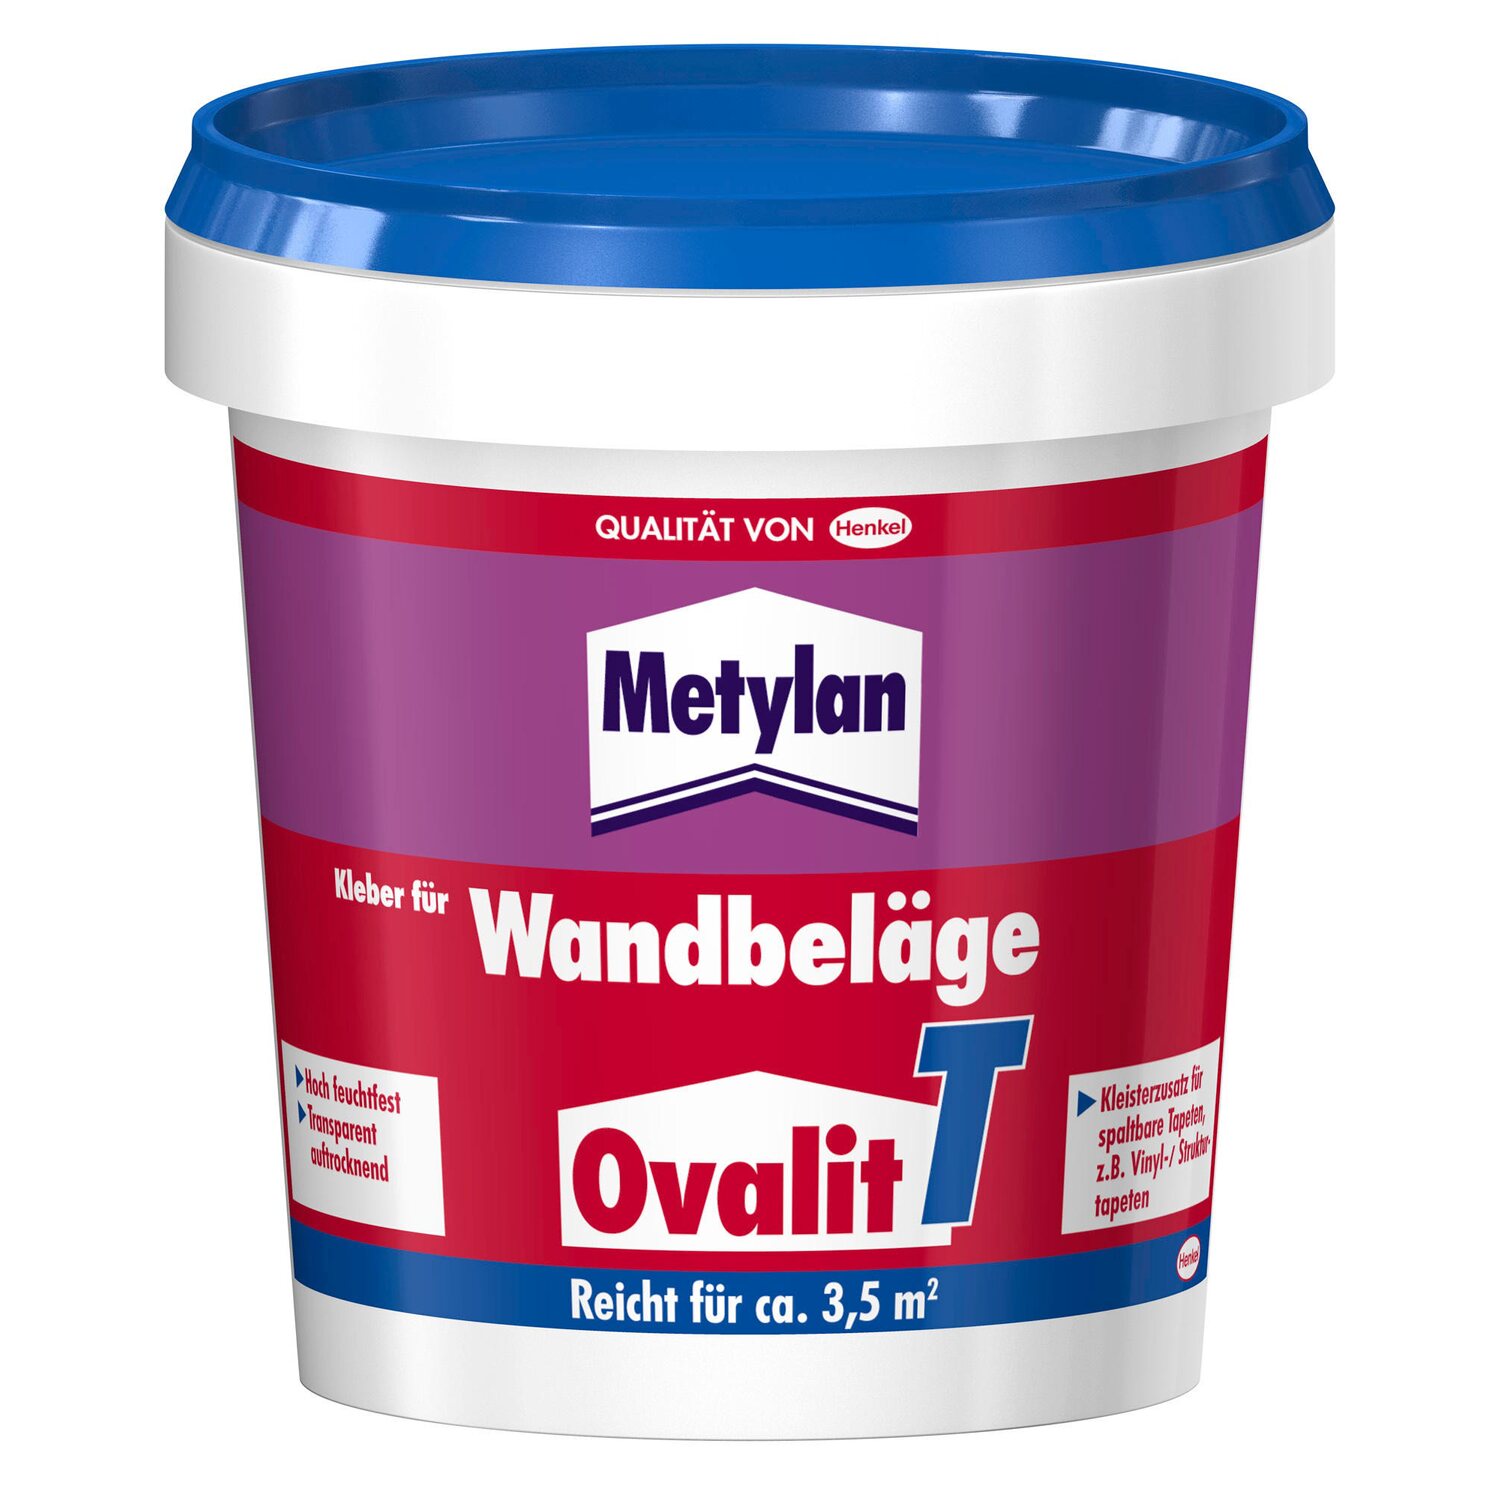 QUALITÄT VON Henkel
Metylan
Kleber für Wandbeläge
Ovalit T
Hoch feuchtfest
Transparent
auftrocknend
Kleisterzusatz für
spaltbare Tapeten,
z.B. Vinyl-/ Struktur-
tapeten
Henkel
Reicht für ca. 3,5 m²